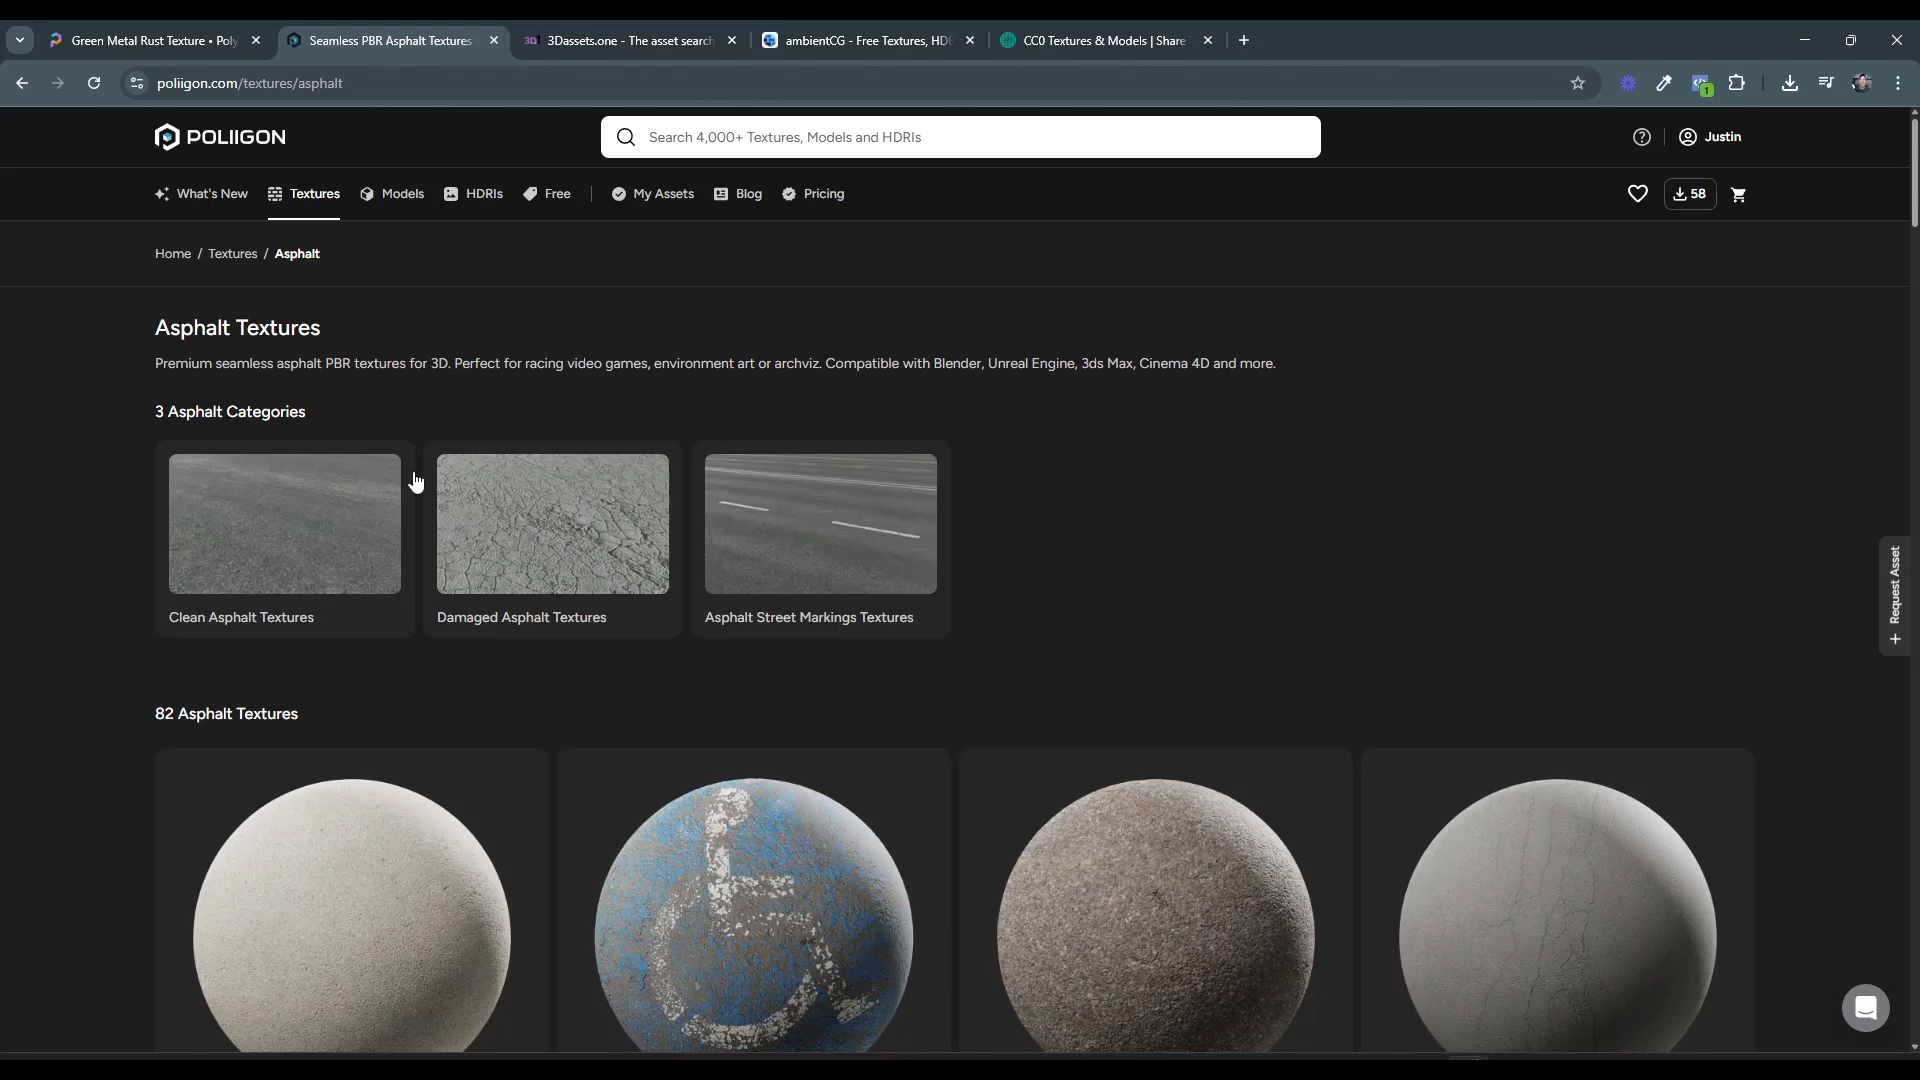 Green Metal Rust Texture • Poly
Seamless PBR Asphalt Textures
3D
3Dassets.one - The asset search
ambientCG - Free Textures, HDR
CC0 Textures & Models | Share
poliigon.com/textures/asphalt
1
POLIIGON
Search 4,000+ Textures, Models and HDRIs
Justin
What's New
Textures
Models
HDRIs
Free
My Assets
Blog
Pricing
58
Home / Textures / Asphalt
Asphalt Textures
Premium seamless asphalt PBR textures for 3D. Perfect for racing video games, environment art or archviz. Compatible with Blender, Unreal Engine, 3ds Max, Cinema 4D and more.
3 Asphalt Categories
Clean Asphalt Textures
Damaged Asphalt Textures
Asphalt Street Markings Textures
Request Asset
82 Asphalt Textures